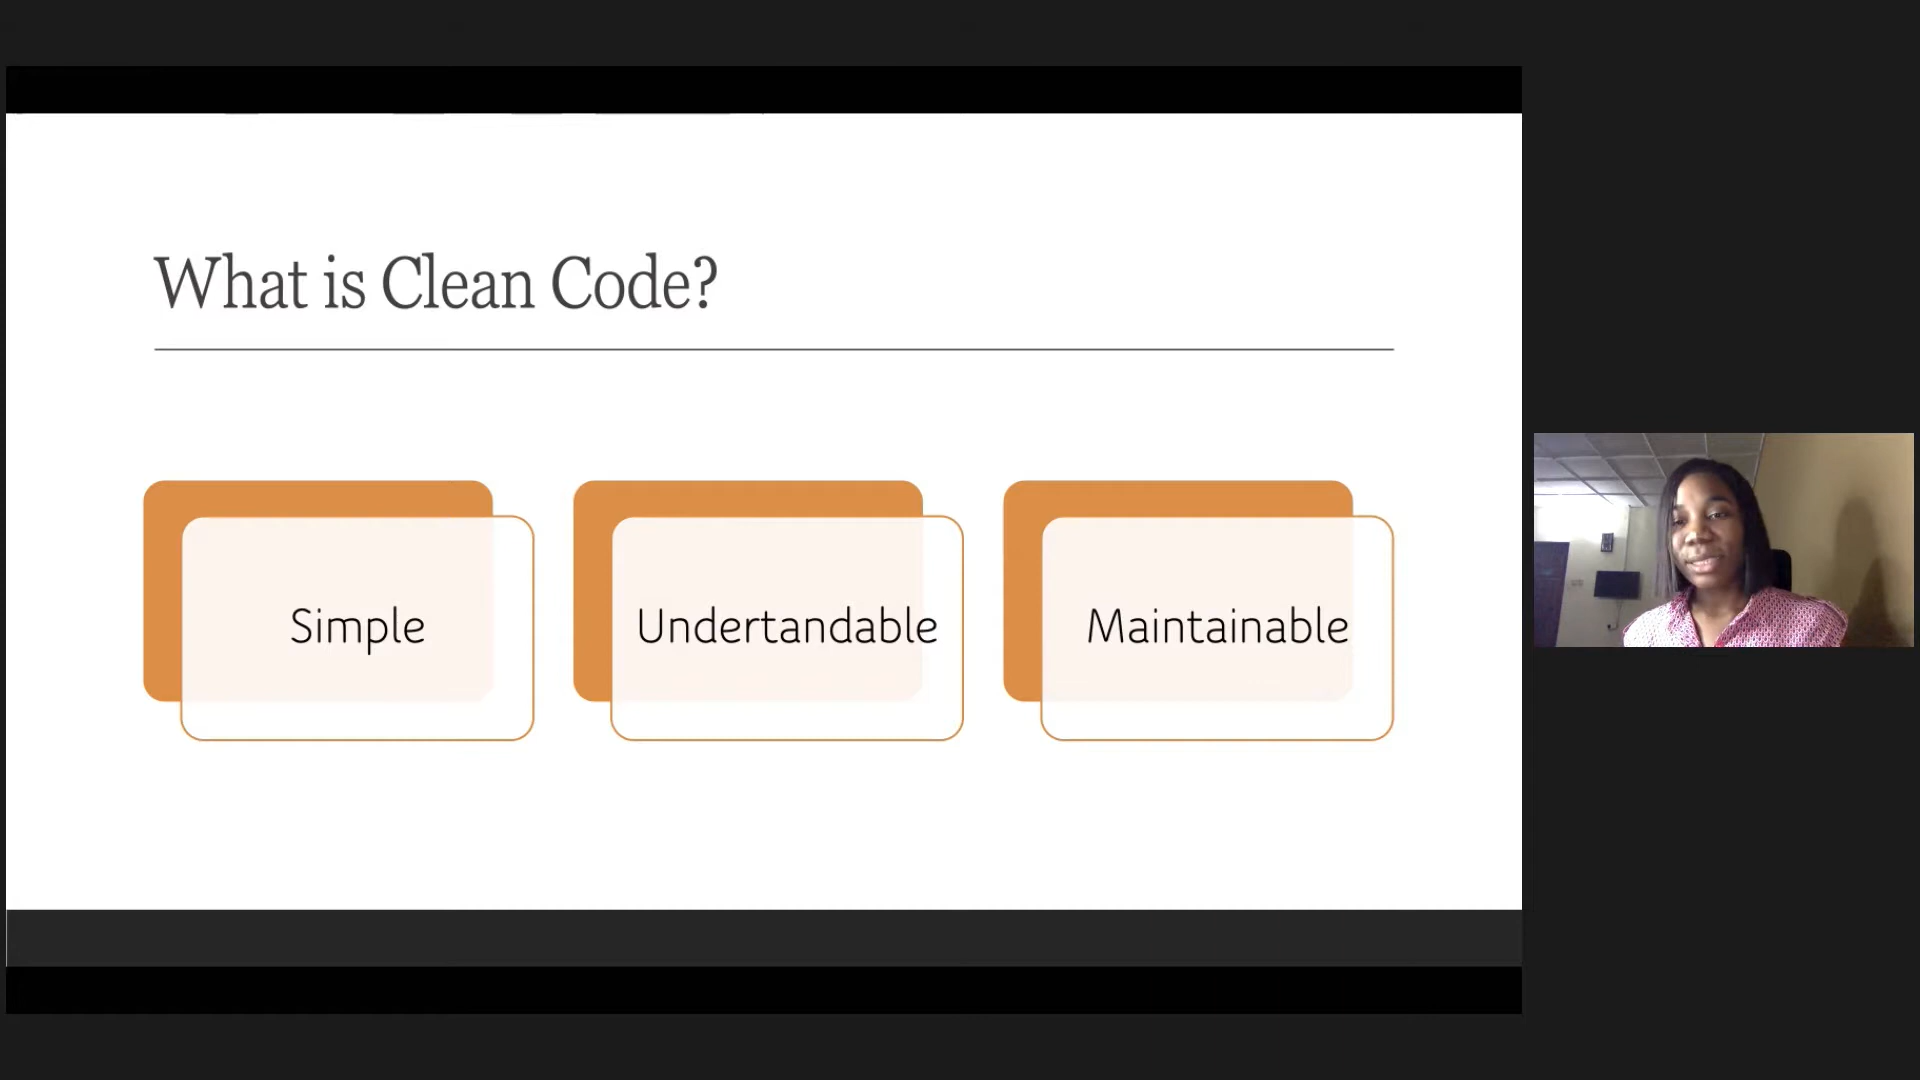 What is Clean Code?
Simple
Undertandable
Maintainable